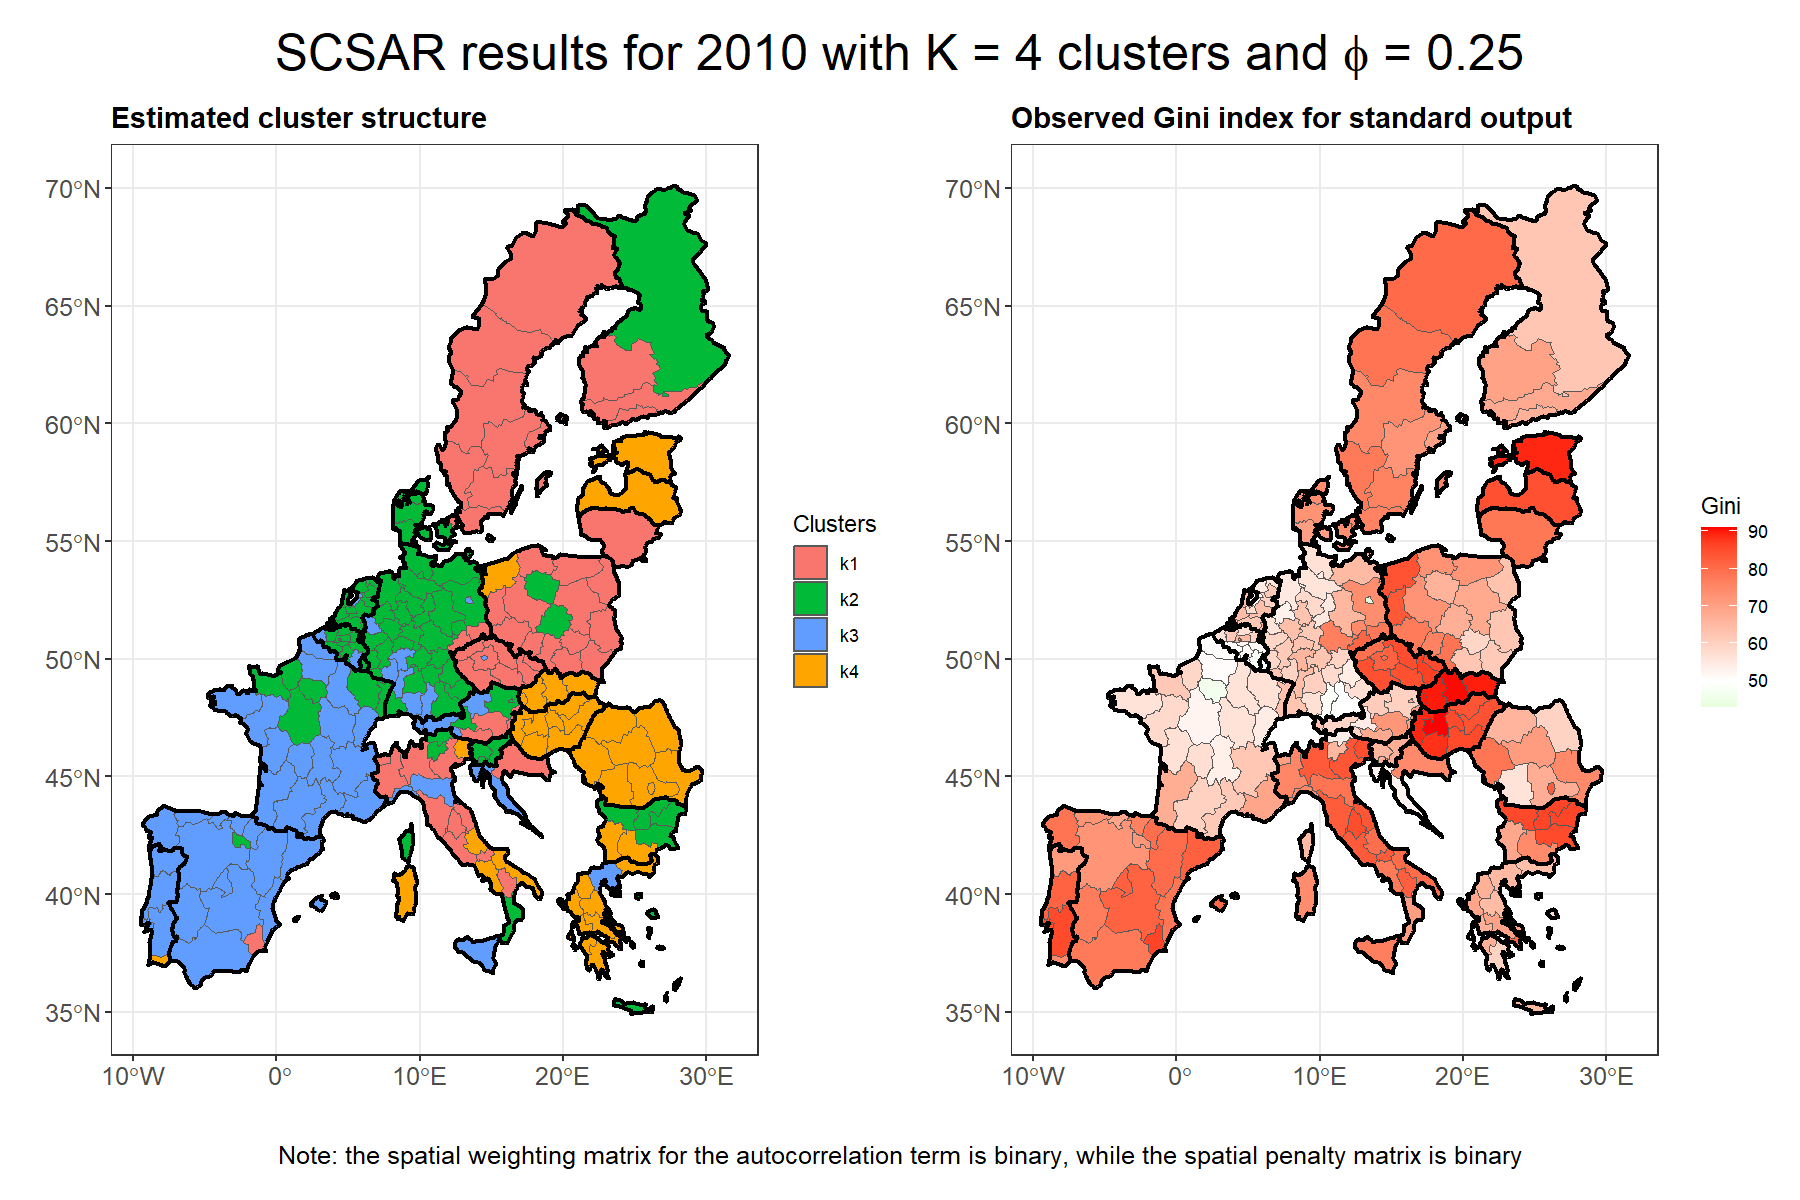 SCSAR results for 2010 with K = 4 clusters and ϕ = 0.25
Estimated cluster structure
70°N
65°N
60°N
55°N
50°N
45°N
40°N
35°N
10°W
0°
10°E
20°E
30°E
Clusters
k1
k2
k3
k4
Observed Gini index for standard output
70°N
65°N
60°N
55°N
50°N
45°N
40°N
35°N
10°W
0°
10°E
20°E
30°E
Gini
90
80
70
60
50
Note: the spatial weighting matrix for the autocorrelation term is binary, while the spatial penalty matrix is binary